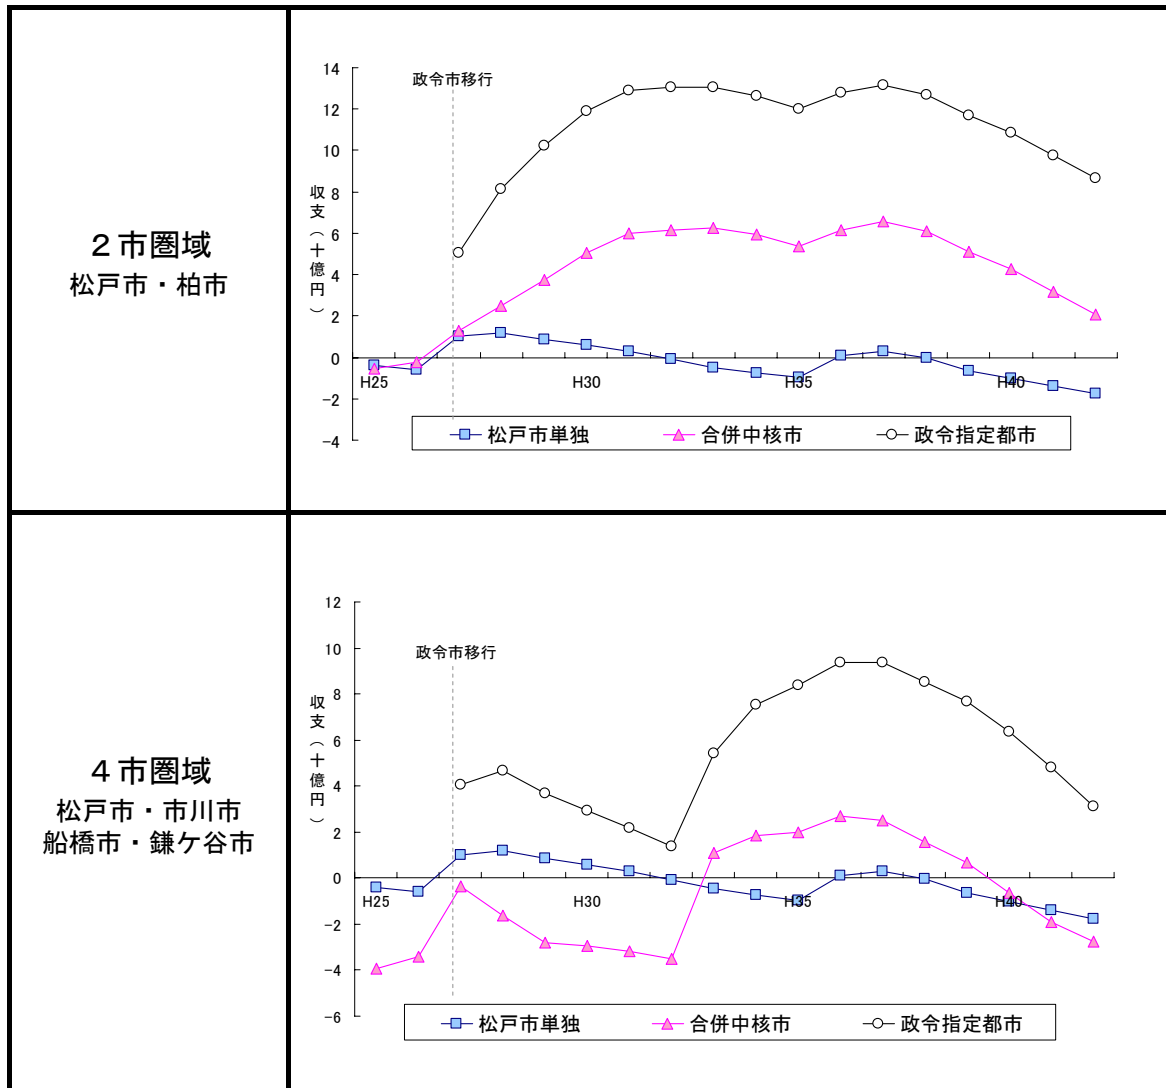 ２市圏域
松戸市・柏市
14
12
10
8
6
4
2
0
−2
−4
収支（十億円）
政令市移行
H25
H30
H35
H40
松戸市単独
合併中核市
政令指定都市
４市圏域
松戸市・市川市
船橋市・鎌ケ谷市
12
10
8
6
4
2
0
−2
−4
−6
収支（十億円）
政令市移行
H25
H30
H35
H40
松戸市単独
合併中核市
政令指定都市